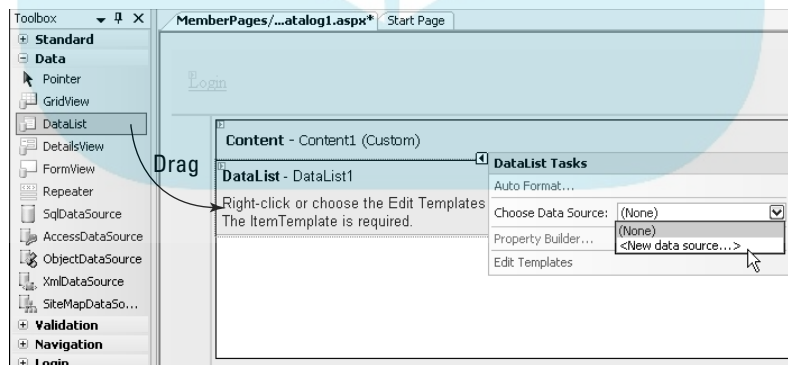 Toolbox
Standard
Data
Pointer
GridView
DataList
DetailsView
FormView
Repeater
SqlDataSource
AccessDataSource
ObjectDataSource
XmlDataSource
SiteMapDataSo...
Validation
Navigation
Login
Drag
MemberPages/...atalog1.aspx*
Start Page
Login
Content - Content1 (Custom)
DataList - DataList1
Right-click or choose the Edit Templates
The ItemTemplate is required.
DataList Tasks
Auto Format...
Choose Data Source: (None)
(None)
<New data source...>
Property Builder...
Edit Templates